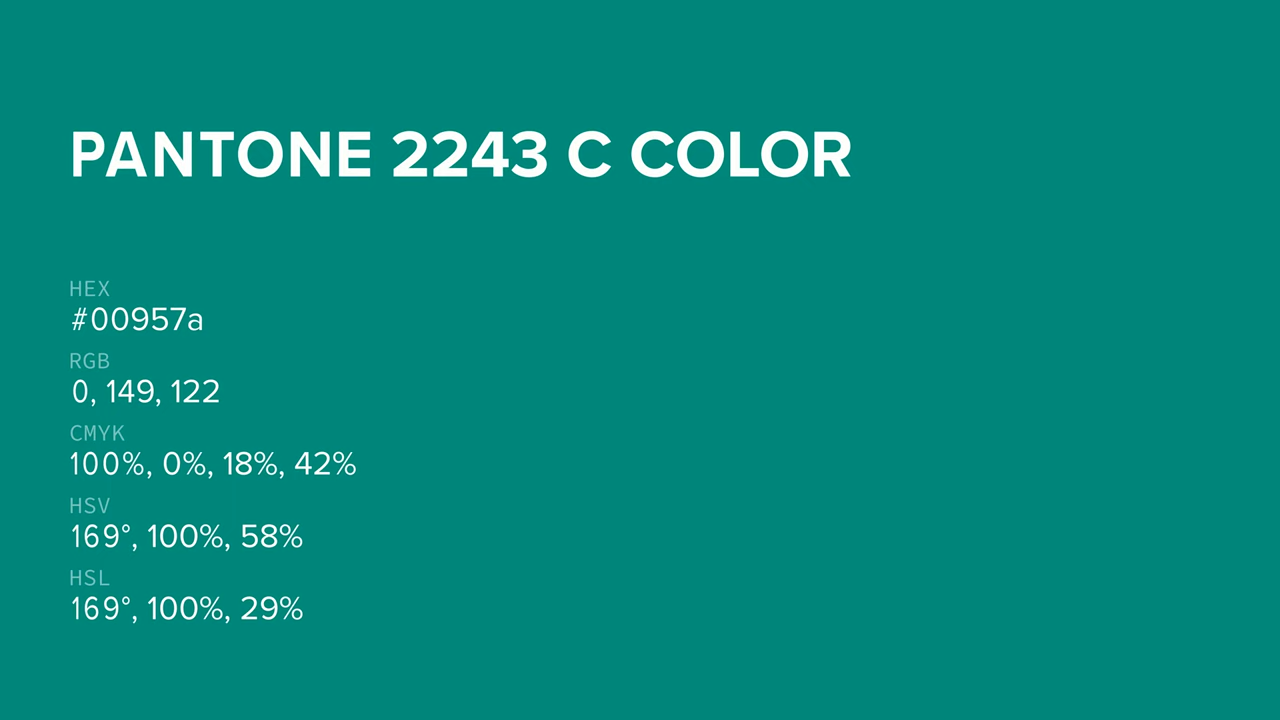 PANTONE 2243 C COLOR
HEX
#00957a
RGB
0, 149, 122
CMYK
100%, 0%, 18%, 42%
HSV
169°, 100%, 58%
HSL
169°, 100%, 29%